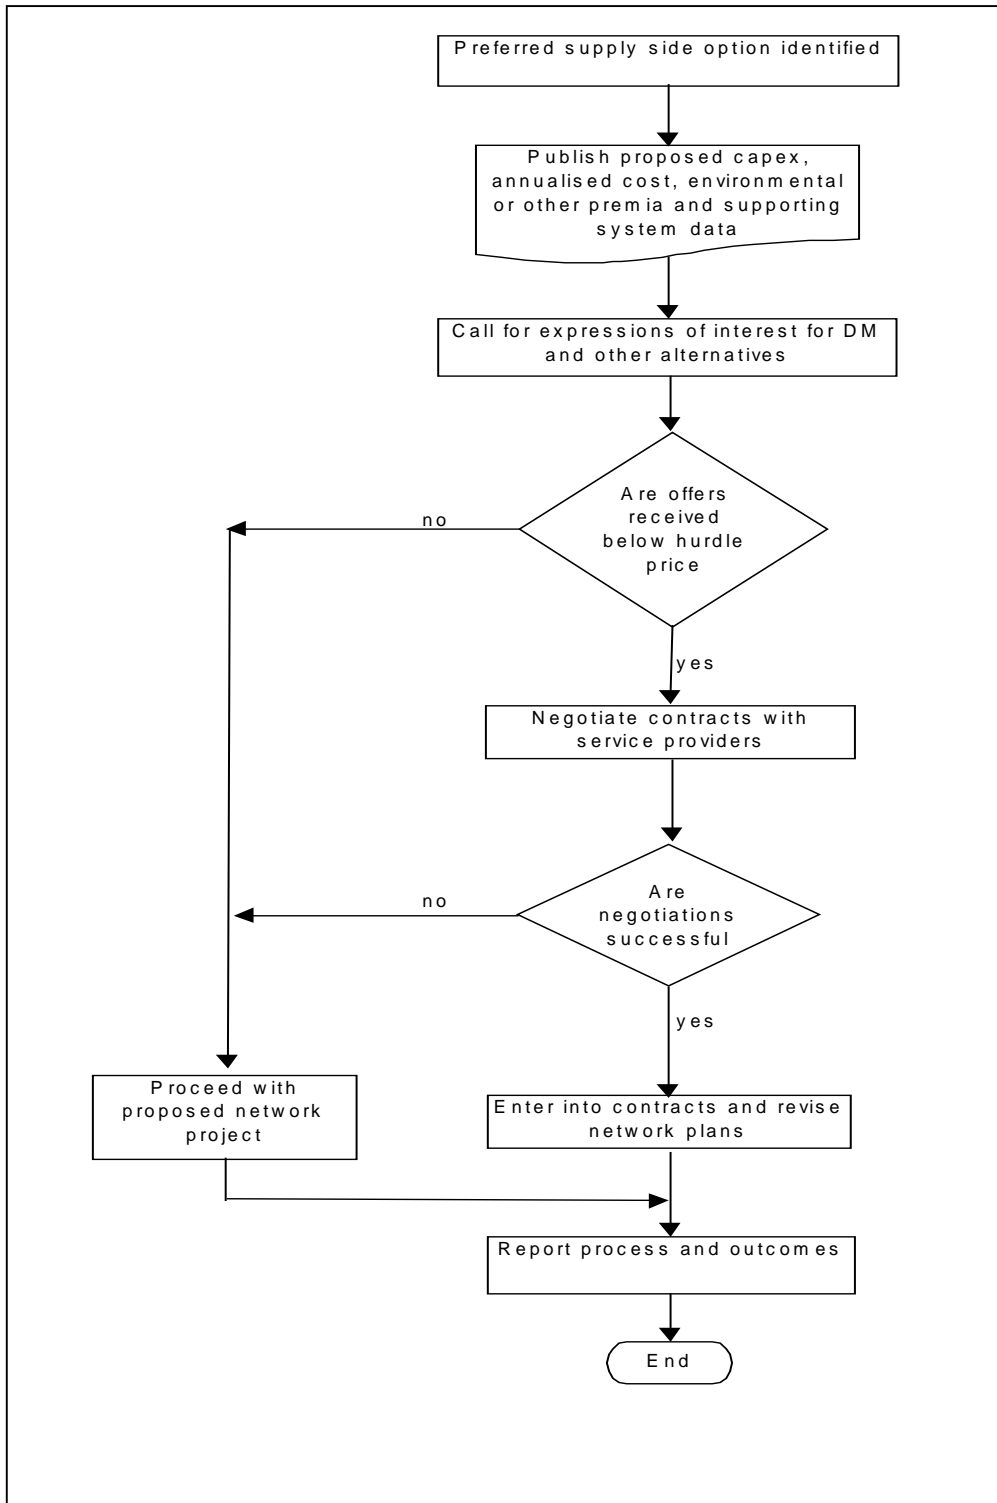 Preferred supply side option identified
Publish proposed capex,
annualised cost, environmental
or other premia and supporting
system data
Call for expressions of interest for DM
and other alternatives
Are offers
received
below hurdle
price
no
yes
Negotiate contracts with
service providers
Are
negotiations
successful
no
yes
Proceed with
proposed network
project
Enter into contracts and revise
network plans
Report process and outcomes
End